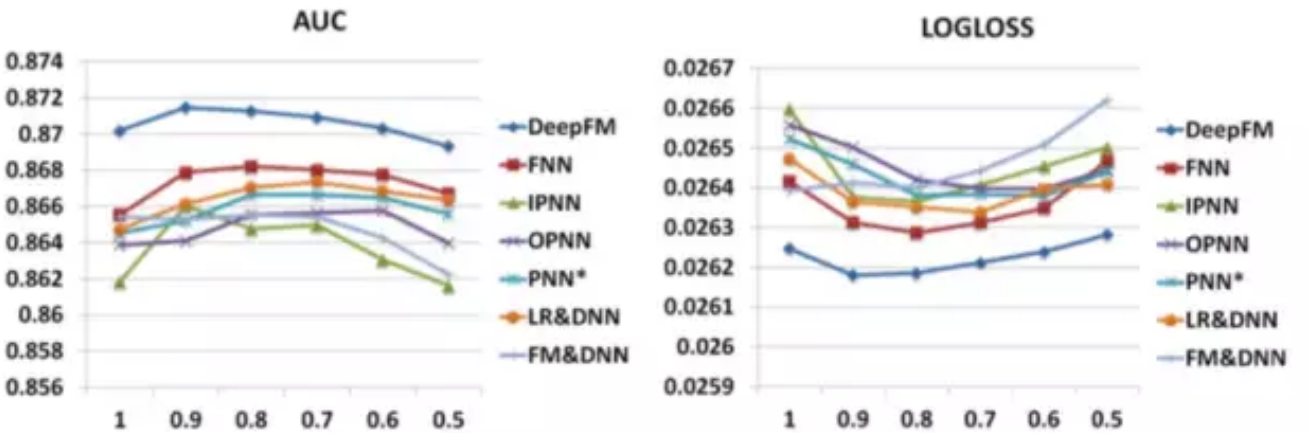 AUC
0.874
0.872
0.87
0.868
0.866
0.864
0.862
0.86
0.858
0.856
1 0.9 0.8 0.7 0.6 0.5
DeepFM
FNN
IPNN
OPNN
PNN*
LR&DNN
FM&DNN
LOGLOSS
0.0267
0.0266
0.0265
0.0264
0.0263
0.0262
0.0261
0.026
0.0259
1 0.9 0.8 0.7 0.6 0.5
DeepFM
FNN
IPNN
OPNN
PNN*
LR&DNN
FM&DNN